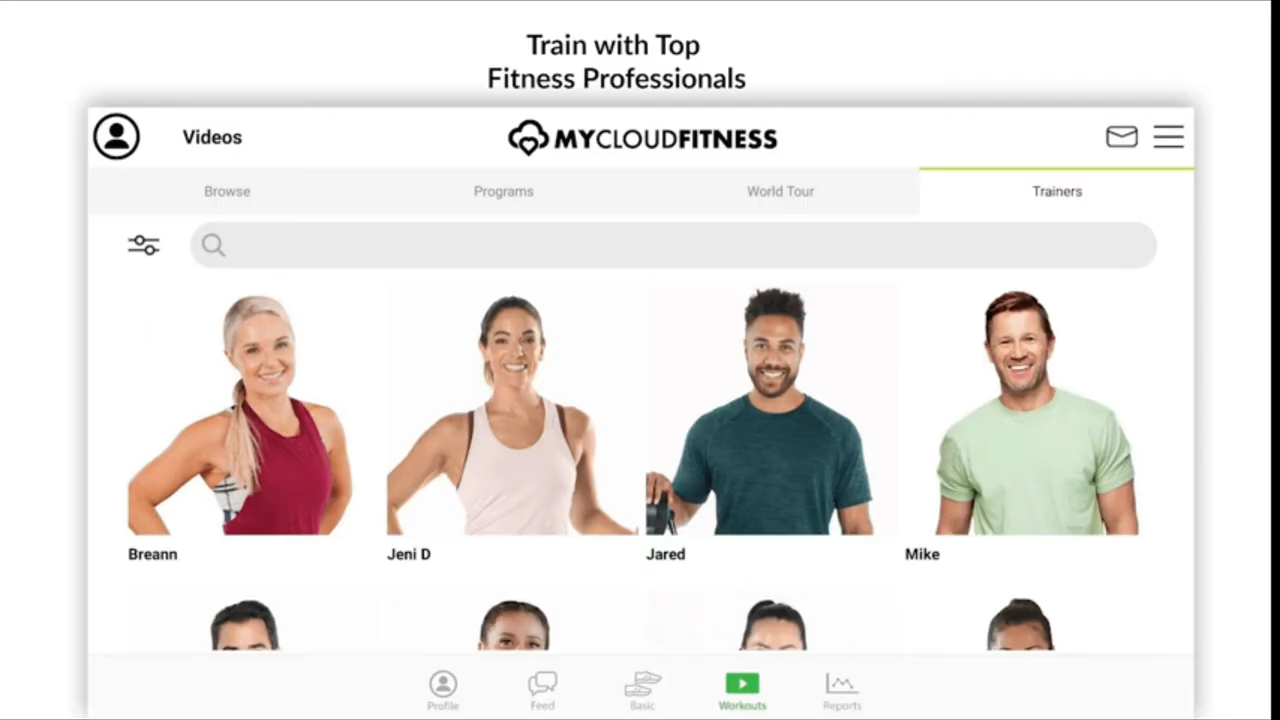 Train with Top
Fitness Professionals
Videos
MYCLOUDFITNESS
Browse
Programs
World Tour
Trainers
Breann
Jeni D
Jared
Mike
Profile
Feed
Basic
Workouts
Reports